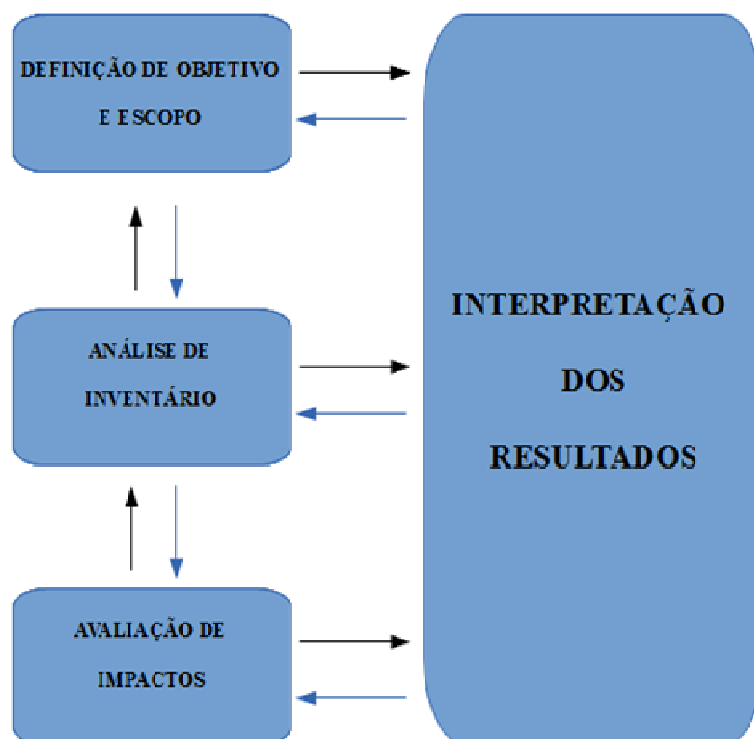 DEFINIÇÃO DE OBJETIVO
E ESCOPO
ANÁLISE DE
INVENTÁRIO
AVALIAÇÃO DE
IMPACTOS
INTERPRETAÇÃO
DOS
RESULTADOS